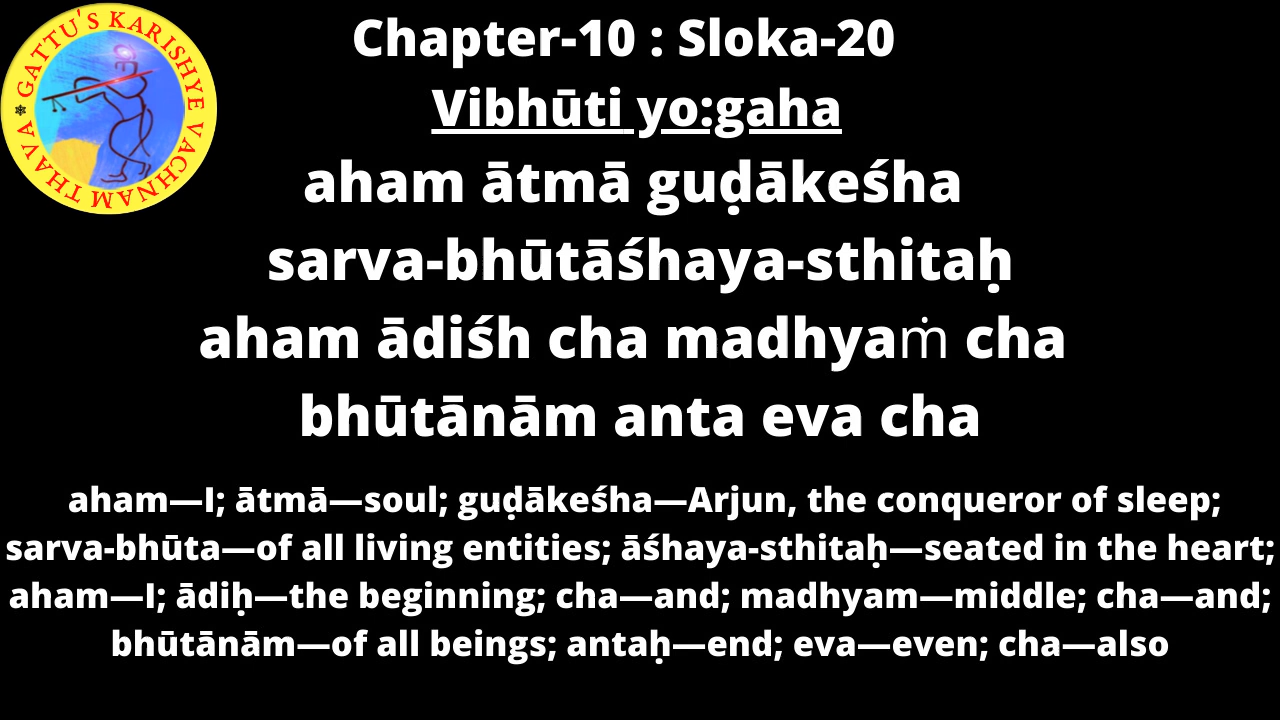 GATTU'S KARISHYE VACHNAM THAVA
Chapter-10 : Sloka-20
Vibhūti yo:gaha
aham ātmā guḍākeśha
sarva-bhūtāśhaya-sthitaḥ
aham ādiśh cha madhyaṁ cha
bhūtānām anta eva cha
aham—I; ātmā—soul; guḍākeśha—Arjun, the conqueror of sleep;
sarva-bhūta—of all living entities; āśhaya-sthitaḥ—seated in the heart;
aham—I; ādiḥ—the beginning; cha—and; madhyam—middle; cha—and;
bhūtānām—of all beings; antaḥ—end; eva—even; cha—also